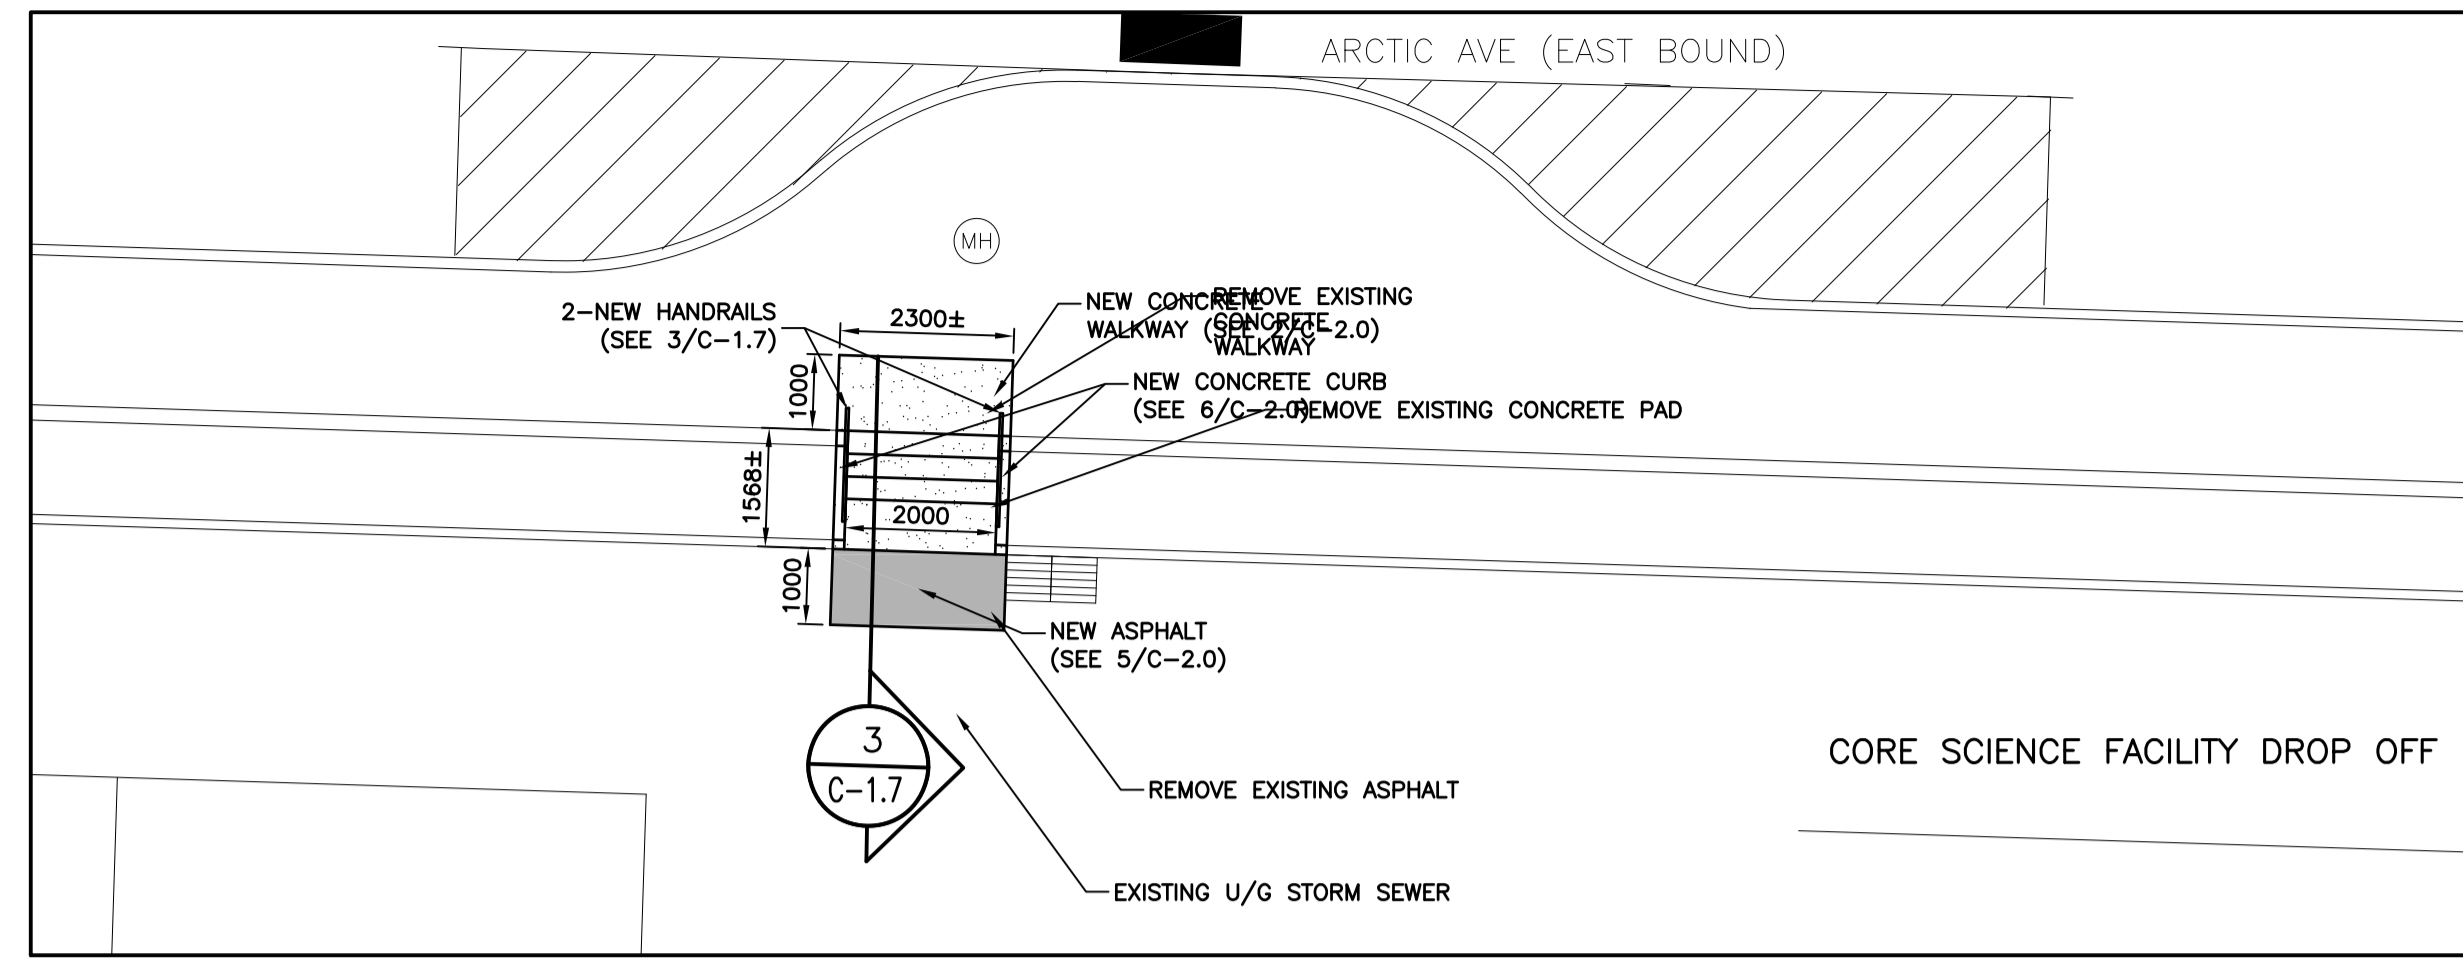 ARCTIC AVE (EAST BOUND)
MH
2-NEW HANDRAILS
(SEE 3/C-1.7)
2300±
NEW CONCRETE
WALKWAY (SEE 2/C-2.0)
REMOVE EXISTING
CONCRETE
WALKWAY
1000
NEW CONCRETE CURB
(SEE 6/C-2.0)
REMOVE EXISTING CONCRETE PAD
1568±
2000
1000
NEW ASPHALT
(SEE 5/C-2.0)
3
C-1.7
CORE SCIENCE FACILITY DROP OFF
REMOVE EXISTING ASPHALT
EXISTING U/G STORM SEWER